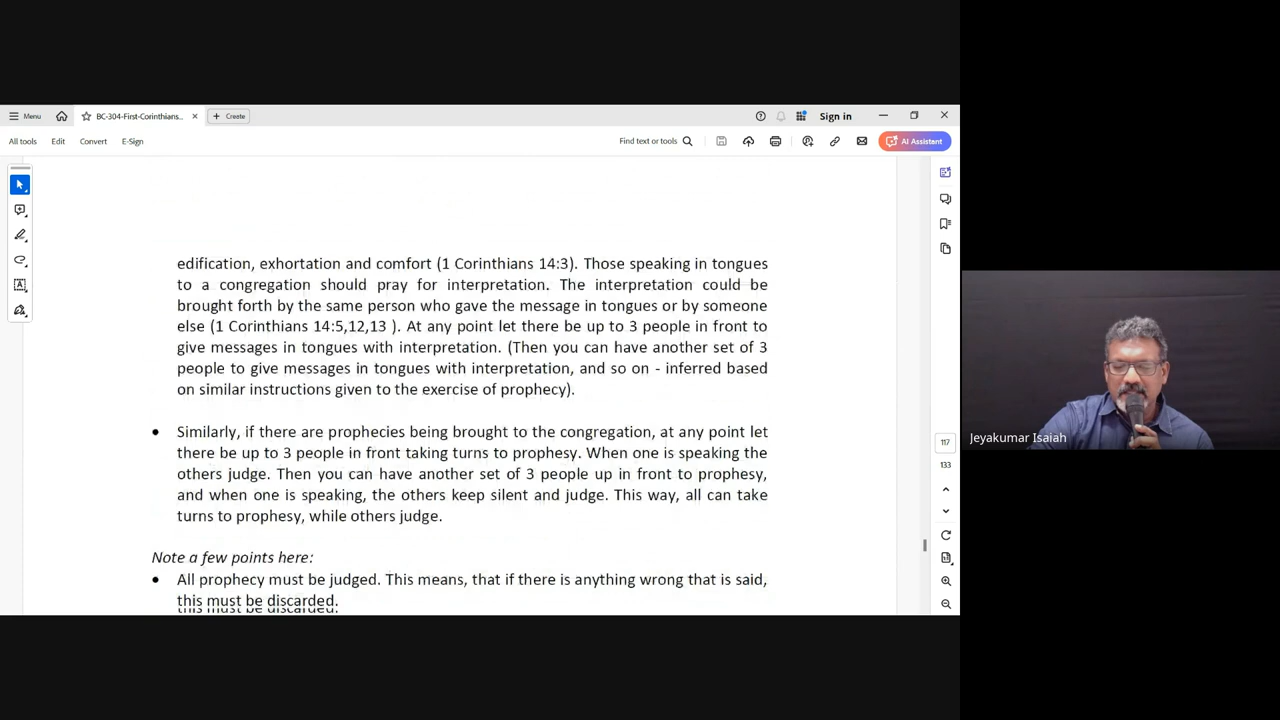 Menu
BC-304-First-Corinthians...
Create
Sign in
All tools
Edit
Convert
E-Sign
Find text or tools
AI Assistant
edification, exhortation and comfort (1 Corinthians 14:3). Those speaking in tongues
to a congregation should pray for interpretation. The interpretation could be
brought forth by the same person who gave the message in tongues or by someone
else (1 Corinthians 14:5,12,13 ). At any point let there be up to 3 people in front to
give messages in tongues with interpretation. (Then you can have another set of 3
people to give messages in tongues with interpretation, and so on - inferred based
on similar instructions given to the exercise of prophecy).
• Similarly, if there are prophecies being brought to the congregation, at any point let
there be up to 3 people in front taking turns to prophesy. When one is speaking the
others judge. Then you can have another set of 3 people up in front to prophesy,
and when one is speaking, the others keep silent and judge. This way, all can take
turns to prophesy, while others judge.
Note a few points here:
• All prophecy must be judged. This means, that if there is anything wrong that is said,
this must be discarded.
this must be discarded.
117
133
Jeyakumar Isaiah